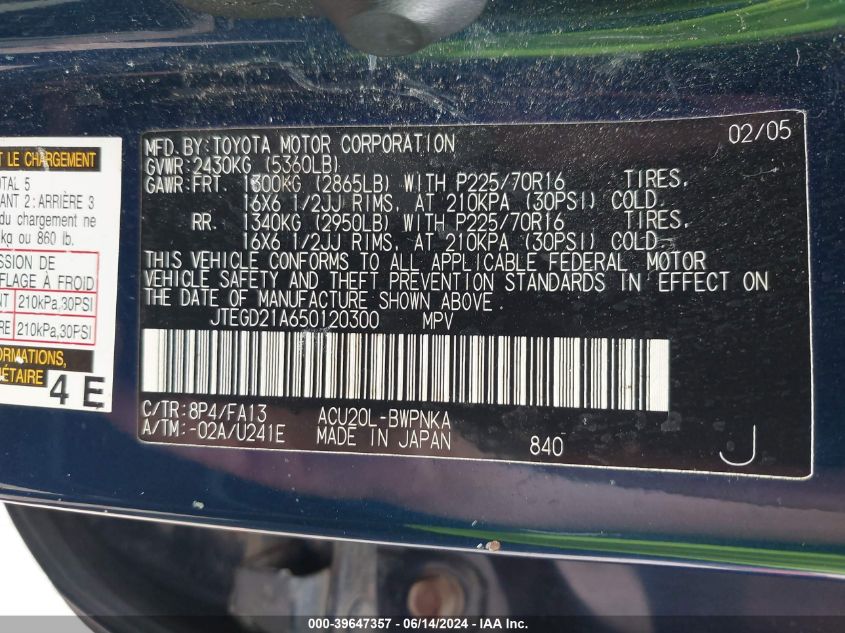 T LE CHARGEMENT
OTAL 5
ANT 2: ARRIÈRE 3
du chargement ne
kg ou 860 lb.
SSION DE
FLAGE À FROID
NT 210kPa,30PSI
RE 210kPa,30PSI
FORMATIONS,
ÉTAIRE
4 E
MFD. BY: TOYOTA MOTOR CORPORATION 02/05
GVWR: 2430KG (5360LB)
GAWR: FRT. 1300KG (2865LB) WITH P225/70R16 TIRES,
16X6 1/2JJ RIMS, AT 210KPA (30PSI) COLD.
RR. 1340KG (2950LB) WITH P225/70R16 TIRES,
16X6 1/2JJ RIMS, AT 210KPA (30PSI) COLD.
THIS VEHICLE CONFORMS TO ALL APPLICABLE FEDERAL MOTOR
VEHICLE SAFETY AND THEFT PREVENTION STANDARDS IN EFFECT ON
THE DATE OF MANUFACTURE SHOWN ABOVE.
JTEGD21A650120300 MPV
C/TR: 8P4/FA13 ACU20L-BWPNKA
A/TM: -02A/U241E MADE IN JAPAN 840 J
000-39647357 - 06/14/2024 - IAA Inc.